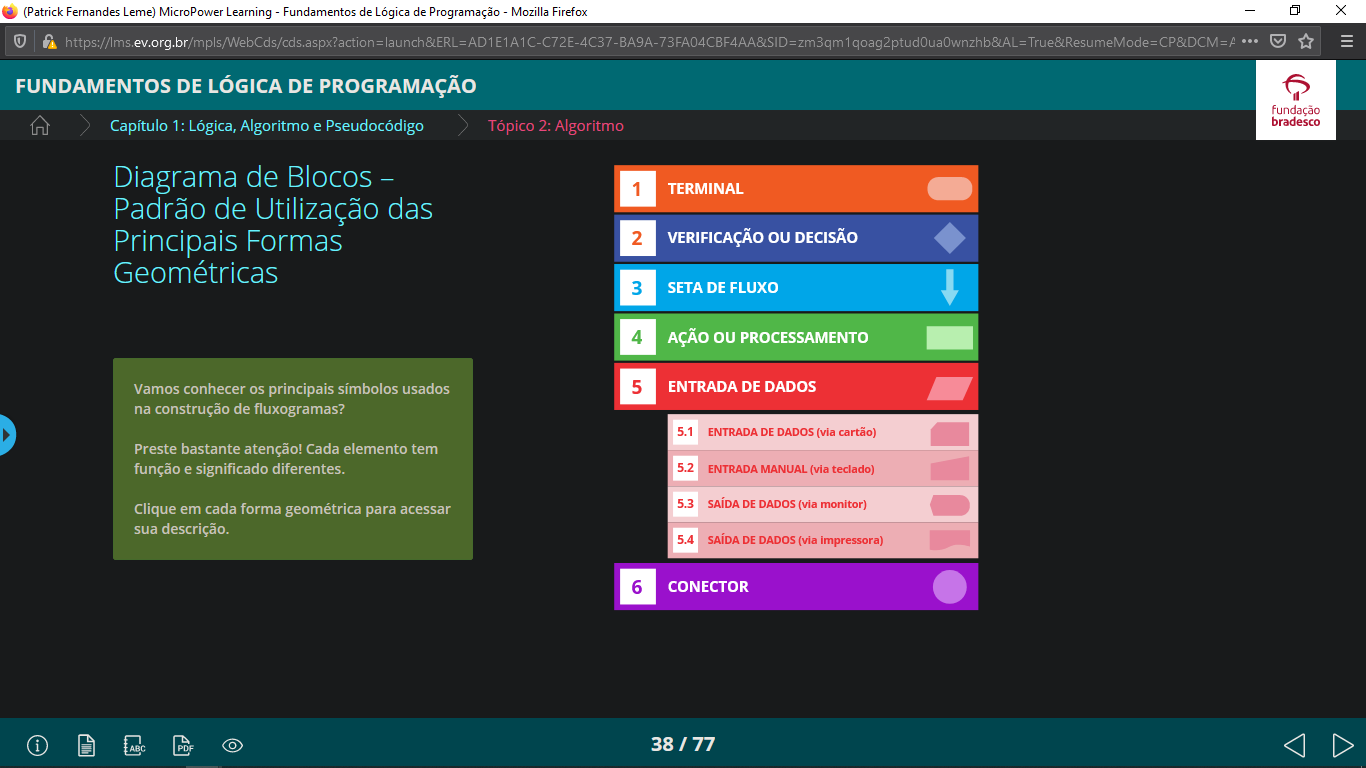 (Patrick Fernandes Leme) MicroPower Learning - Fundamentos de Lógica de Programação - Mozilla Firefox
https://lms.ev.org.br/mpls/WebCds/cds.aspx?action=launch&ERL=AD1E1A1C-C72E-4C37-BA9A-73FA04CBF4AA&SID=zm3qm1qoag2ptud0ua0wnzhb&AL=True&ResumeMode=CP&DCM=A
FUNDAMENTOS DE LÓGICA DE PROGRAMAÇÃO
fundação
bradesco
Capítulo 1: Lógica, Algoritmo e Pseudocódigo
Tópico 2: Algoritmo
Diagrama de Blocos –
Padrão de Utilização das
Principais Formas
Geométricas
Vamos conhecer os principais símbolos usados
na construção de fluxogramas?
Preste bastante atenção! Cada elemento tem
função e significado diferentes.
Clique em cada forma geométrica para acessar
sua descrição.
1 TERMINAL
2 VERIFICAÇÃO OU DECISÃO
3 SETA DE FLUXO
4 AÇÃO OU PROCESSAMENTO
5 ENTRADA DE DADOS
5.1 ENTRADA DE DADOS (via cartão)
5.2 ENTRADA MANUAL (via teclado)
5.3 SAÍDA DE DADOS (via monitor)
5.4 SAÍDA DE DADOS (via impressora)
6 CONECTOR
ABC
PDF
38 / 77